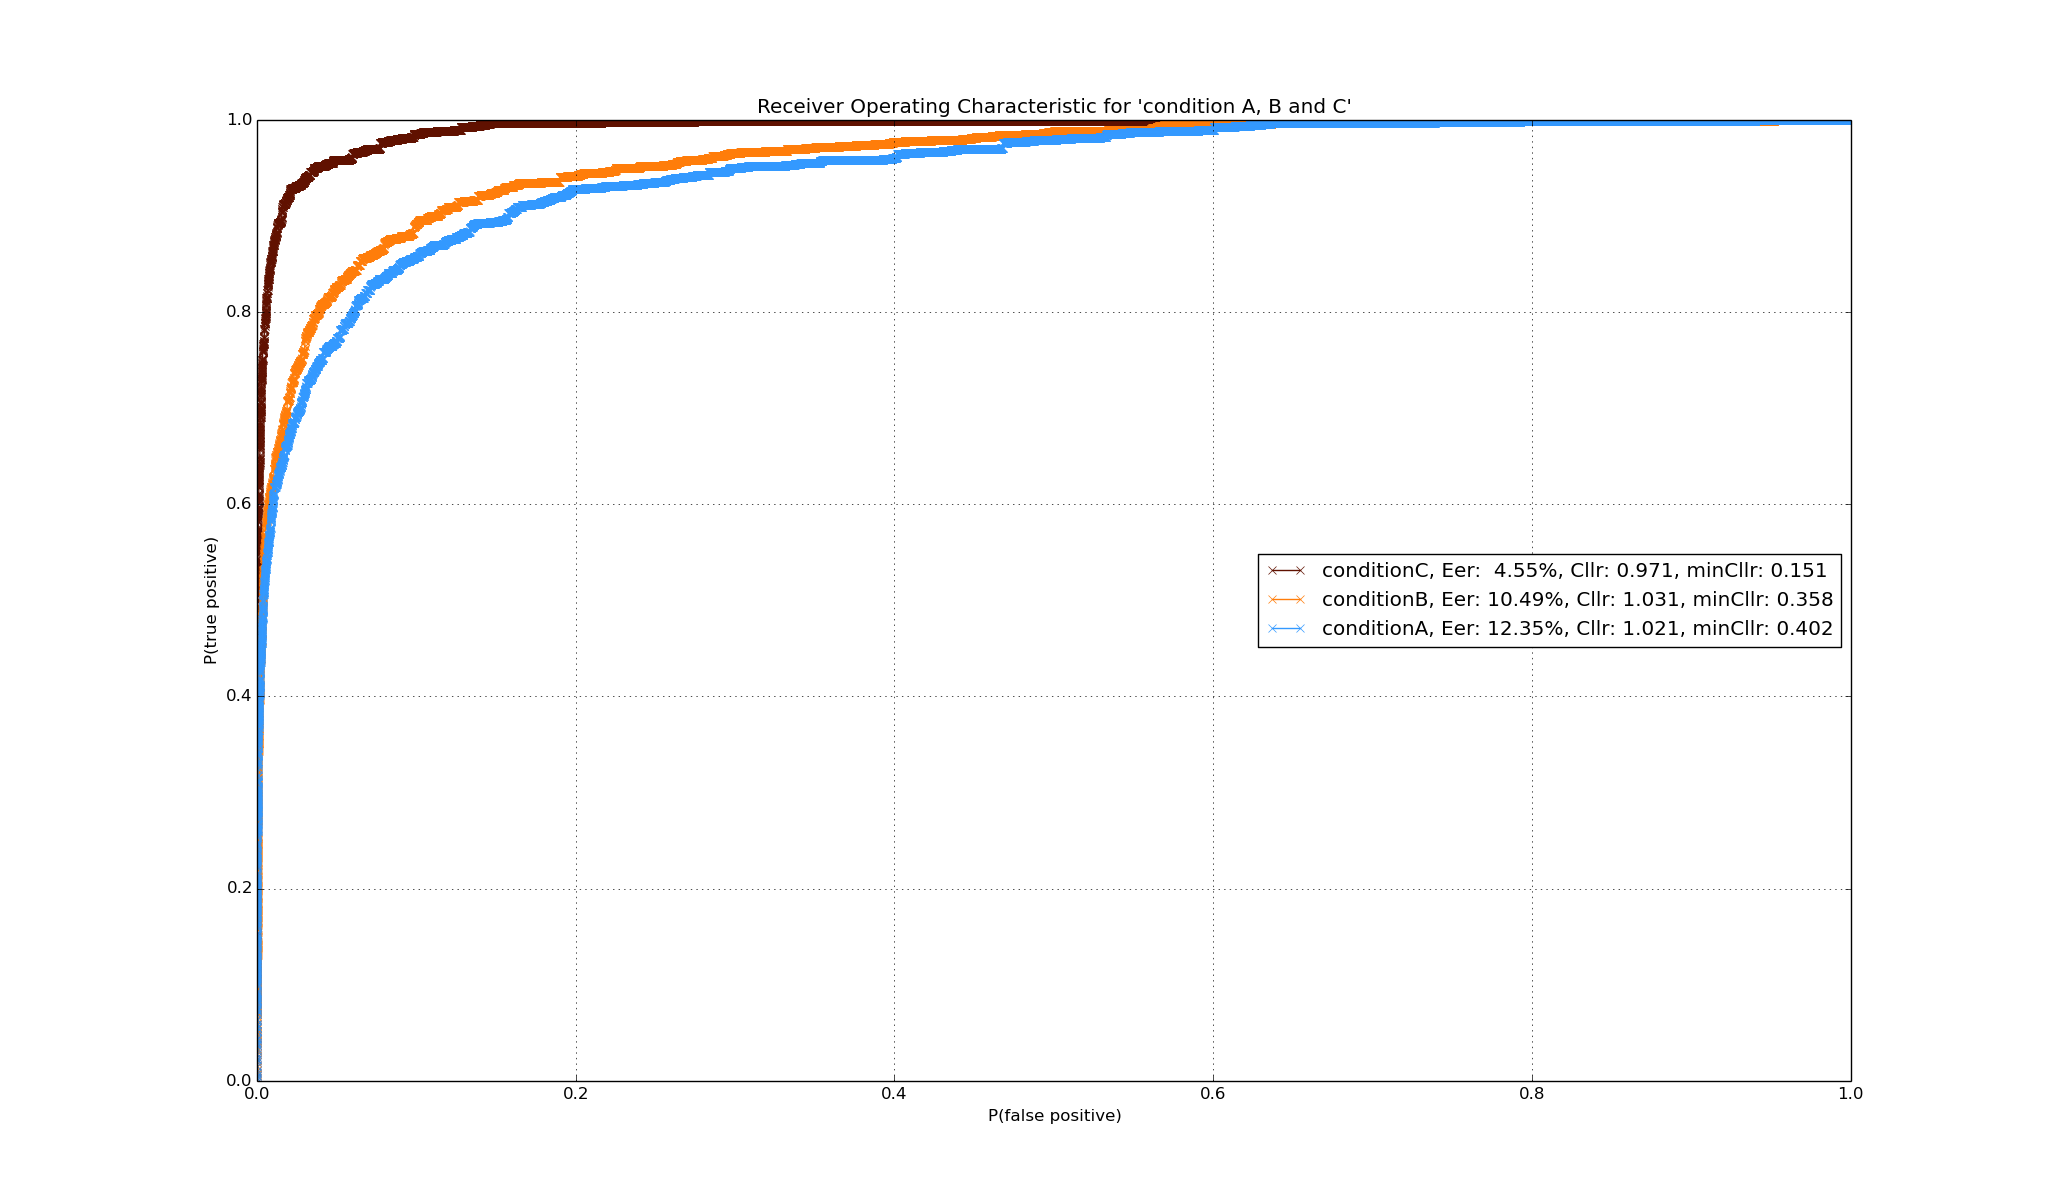 Receiver Operating Characteristic for 'condition A, B and C'
1.0
0.8
0.6
0.4
0.2
0.0
P(true positive)
conditionC, Eer:  4.55%, Cllr: 0.971, minCllr: 0.151
conditionB, Eer: 10.49%, Cllr: 1.031, minCllr: 0.358
conditionA, Eer: 12.35%, Cllr: 1.021, minCllr: 0.402
0.0 0.2 0.4 0.6 0.8 1.0
P(false positive)